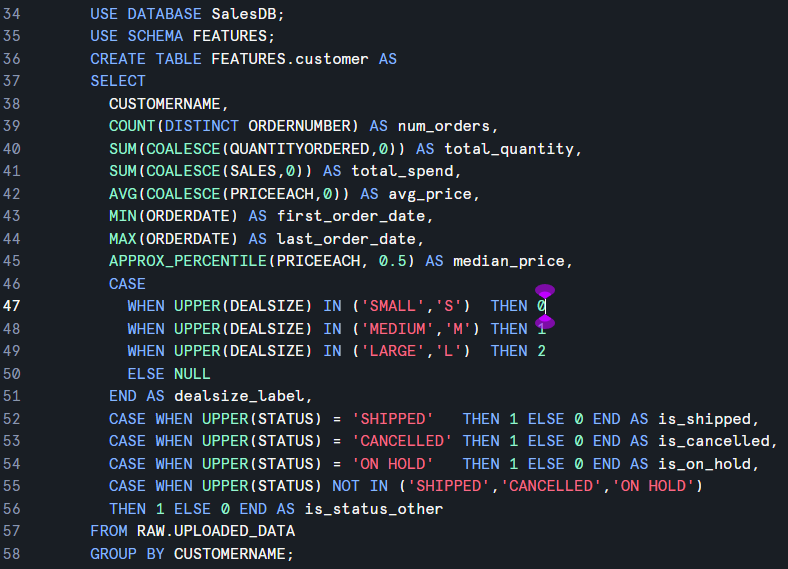 34 USE DATABASE SalesDB;
35 USE SCHEMA FEATURES;
36 CREATE TABLE FEATURES.customer AS
37 SELECT
38 CUSTOMERNAME,
39 COUNT(DISTINCT ORDERNUMBER) AS num_orders,
40 SUM(COALESCE(QUANTITYORDERED,0)) AS total_quantity,
41 SUM(COALESCE(SALES,0)) AS total_spend,
42 AVG(COALESCE(PRICEEACH,0)) AS avg_price,
43 MIN(ORDERDATE) AS first_order_date,
44 MAX(ORDERDATE) AS last_order_date,
45 APPROX_PERCENTILE(PRICEEACH, 0.5) AS median_price,
46 CASE
47 WHEN UPPER(DEALSIZE) IN ('SMALL','S')  THEN 0
48 WHEN UPPER(DEALSIZE) IN ('MEDIUM','M') THEN 1
49 WHEN UPPER(DEALSIZE) IN ('LARGE','L')  THEN 2
50 ELSE NULL
51 END AS dealsize_label,
52 CASE WHEN UPPER(STATUS) = 'SHIPPED'   THEN 1 ELSE 0 END AS is_shipped,
53 CASE WHEN UPPER(STATUS) = 'CANCELLED' THEN 1 ELSE 0 END AS is_cancelled,
54 CASE WHEN UPPER(STATUS) = 'ON HOLD'   THEN 1 ELSE 0 END AS is_on_hold,
55 CASE WHEN UPPER(STATUS) NOT IN ('SHIPPED','CANCELLED','ON HOLD')
56 THEN 1 ELSE 0 END AS is_status_other
57 FROM RAW.UPLOADED_DATA
58 GROUP BY CUSTOMERNAME;